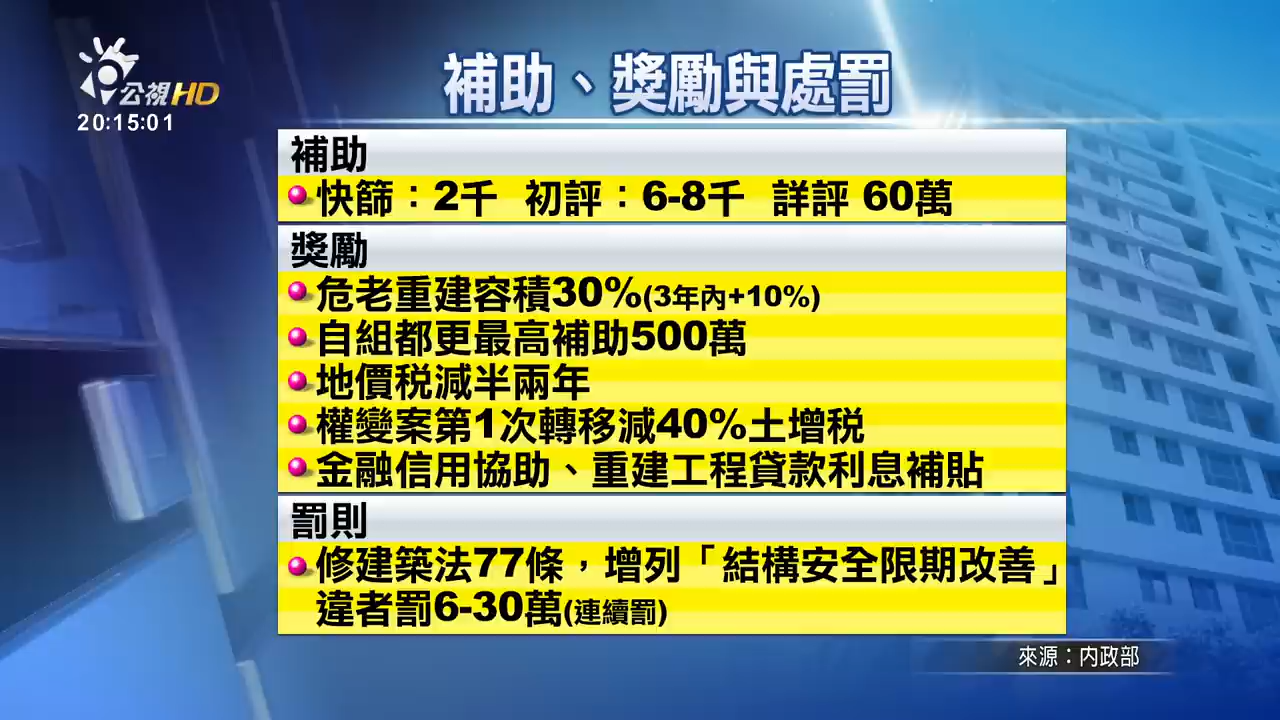 公視HD
20:15:01
補助、獎勵與處罰
補助
快篩：2千 初評：6-8千 詳評 60萬
獎勵
危老重建容積30%(3年內+10%)
自組都更最高補助500萬
地價稅減半兩年
權變案第1次轉移減40%土增稅
金融信用協助、重建工程貸款利息補貼
罰則
修建築法77條，增列「結構安全限期改善」
違者罰6-30萬(連續罰)
來源：內政部